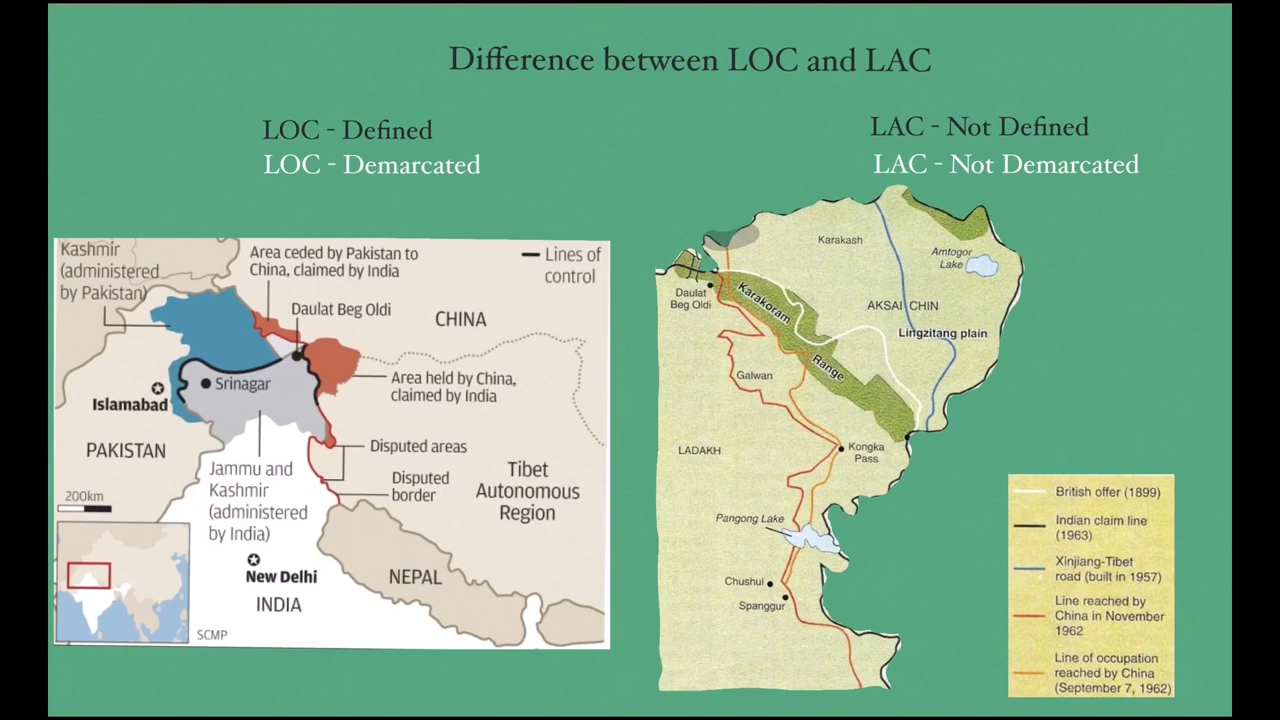 Difference between LOC and LAC
LOC - Defined
LOC - Demarcated
LAC - Not Defined
LAC - Not Demarcated
Kashmir
(administered
by Pakistan)
Area ceded by Pakistan to
China, claimed by India
Lines of
control
Daulat Beg Oldi
CHINA
Srinagar
Islamabad
Area held by China,
claimed by India
PAKISTAN
Disputed areas
Jammu and
Kashmir
(administered
by India)
Disputed
border
Tibet
Autonomous
Region
200km
New Delhi
INDIA
NEPAL
SCMP
Karakash
Amtogor
Lake
Daulat
Beg Oldi
Karakoram
Range
AKSAI CHIN
Lingzitang plain
Galwan
LADAKH
Kongka
Pass
Pangong Lake
Chushul
Spanggur
British offer (1899)
Indian claim line
(1963)
Xinjiang-Tibet
road (built in 1957)
Line reached by
China in November
1962
Line of occupation
reached by China
(September 7, 1962)